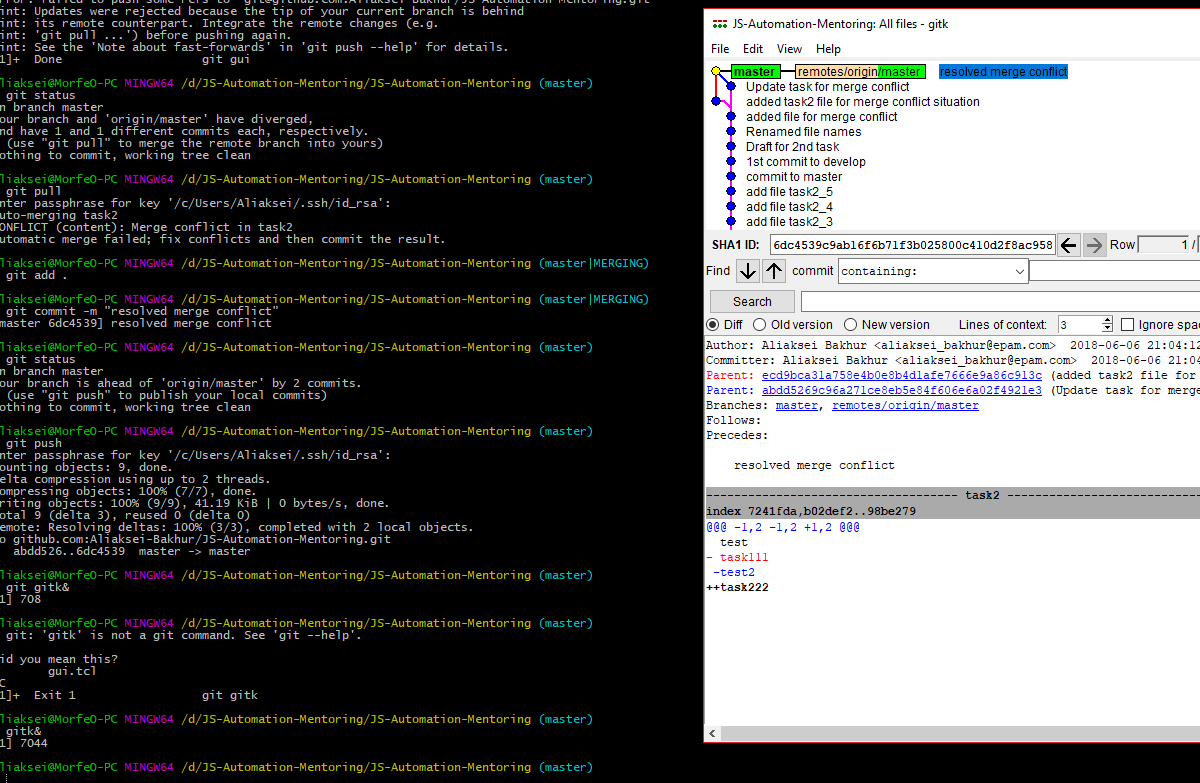 int: Updates were rejected because the tip of your current branch is behind
int: its remote counterpart. Integrate the remote changes (e.g.
int: 'git pull ...') before pushing again.
int: See the 'Note about fast-forwards' in 'git push --help' for details.
1]+  Done                    git gui
liaksei@MorfeO-PC MINGW64 /d/JS-Automation-Mentoring/JS-Automation-Mentoring (master)
git status
n branch master
our branch and 'origin/master' have diverged,
nd have 1 and 1 different commits each, respectively.
(use "git pull" to merge the remote branch into yours)
othing to commit, working tree clean
liaksei@MorfeO-PC MINGW64 /d/JS-Automation-Mentoring/JS-Automation-Mentoring (master)
git pull
nter passphrase for key '/c/Users/Aliaksei/.ssh/id_rsa':
uto-merging task2
ONFLICT (content): Merge conflict in task2
utomatic merge failed; fix conflicts and then commit the result.
liaksei@MorfeO-PC MINGW64 /d/JS-Automation-Mentoring/JS-Automation-Mentoring (master|MERGING)
git add .
liaksei@MorfeO-PC MINGW64 /d/JS-Automation-Mentoring/JS-Automation-Mentoring (master|MERGING)
git commit -m "resolved merge conflict"
master 6dc4539] resolved merge conflict
liaksei@MorfeO-PC MINGW64 /d/JS-Automation-Mentoring/JS-Automation-Mentoring (master)
git status
n branch master
our branch is ahead of 'origin/master' by 2 commits.
(use "git push" to publish your local commits)
othing to commit, working tree clean
liaksei@MorfeO-PC MINGW64 /d/JS-Automation-Mentoring/JS-Automation-Mentoring (master)
git push
nter passphrase for key '/c/Users/Aliaksei/.ssh/id_rsa':
ounting objects: 9, done.
elta compression using up to 2 threads.
ompressing objects: 100% (7/7), done.
riting objects: 100% (9/9), 41.19 KiB | 0 bytes/s, done.
otal 9 (delta 3), reused 0 (delta 0)
emote: Resolving deltas: 100% (3/3), completed with 2 local objects.
o github.com:Aliaksei-Bakhur/JS-Automation-Mentoring.git
abdd526..6dc4539  master -> master
liaksei@MorfeO-PC MINGW64 /d/JS-Automation-Mentoring/JS-Automation-Mentoring (master)
git gitk&
1] 708
liaksei@MorfeO-PC MINGW64 /d/JS-Automation-Mentoring/JS-Automation-Mentoring (master)
git: 'gitk' is not a git command. See 'git --help'.
id you mean this?
gui.tcl
C
1]+  Exit 1                  git gitk
liaksei@MorfeO-PC MINGW64 /d/JS-Automation-Mentoring/JS-Automation-Mentoring (master)
gitk&
1] 7044
liaksei@MorfeO-PC MINGW64 /d/JS-Automation-Mentoring/JS-Automation-Mentoring (master)
JS-Automation-Mentoring: All files - gitk
File Edit View Help
master remotes/origin/master resolved merge conflict
Update task for merge conflict
added task2 file for merge conflict situation
added file for merge conflict
Renamed file names
Draft for 2nd task
1st commit to develop
commit to master
add file task2_5
add file task2_4
add file task2_3
SHA1 ID: 6dc4539c9ab16f6b71f3b025800c410d2f8ac958 Row 1 /
Find commit containing:
Search
Diff Old version New version Lines of context: 3 Ignore spac
Author: Aliaksei Bakhur <aliaksei_bakhur@epam.com>  2018-06-06 21:04:12
Committer: Aliaksei Bakhur <aliaksei_bakhur@epam.com>  2018-06-06 21:04
Parent: ecd9bca31a758e4b0e8b4d1afe7666e9a86c913c (added task2 file for
Parent: abdd5269c96a271ce8eb5e84f606e6a02f4921e3 (Update task for merge
Branches: master, remotes/origin/master
Follows:
Precedes:
resolved merge conflict
task2
index 7241fda,b02def2..98be279
@@@ -1,2 -1,2 +1,2 @@@
test
- task111
-test2
++task222